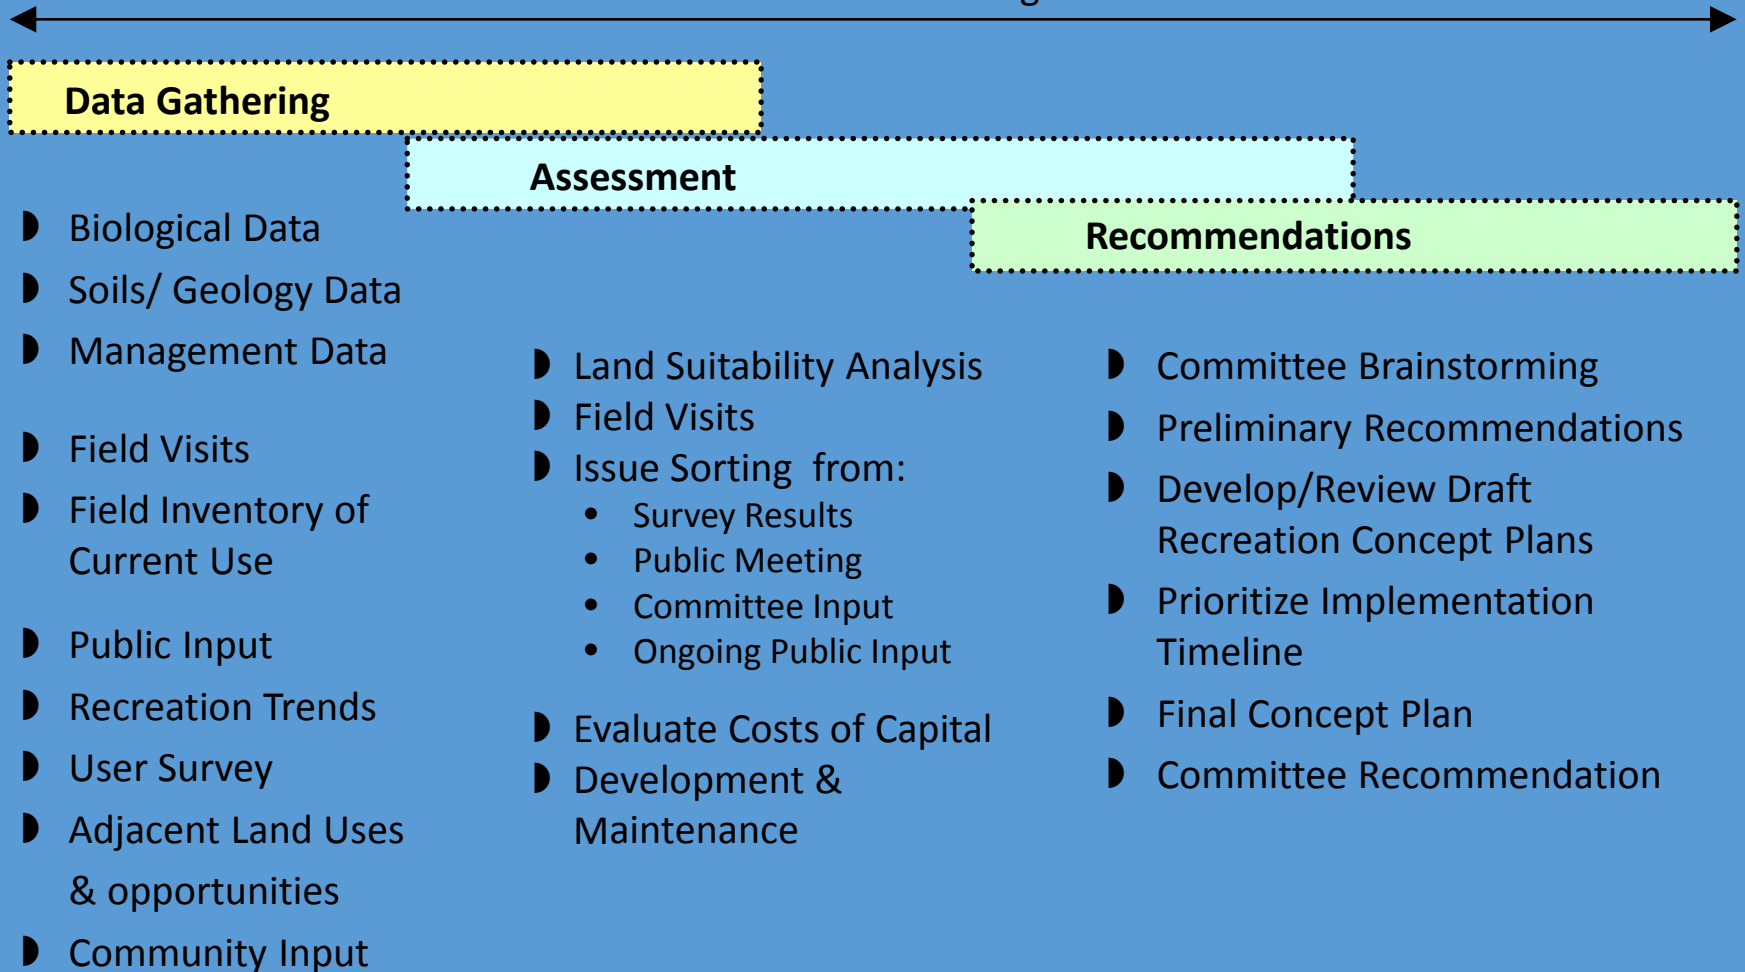 Data Gathering
Assessment
Recommendations
Biological Data
Soils/ Geology Data
Management Data
Field Visits
Field Inventory of
Current Use
Public Input
Recreation Trends
User Survey
Adjacent Land Uses
& opportunities
Community Input
Land Suitability Analysis
Field Visits
Issue Sorting from:
• Survey Results
• Public Meeting
• Committee Input
• Ongoing Public Input
Evaluate Costs of Capital
Development &
Maintenance
Committee Brainstorming
Preliminary Recommendations
Develop/Review Draft
Recreation Concept Plans
Prioritize Implementation
Timeline
Final Concept Plan
Committee Recommendation